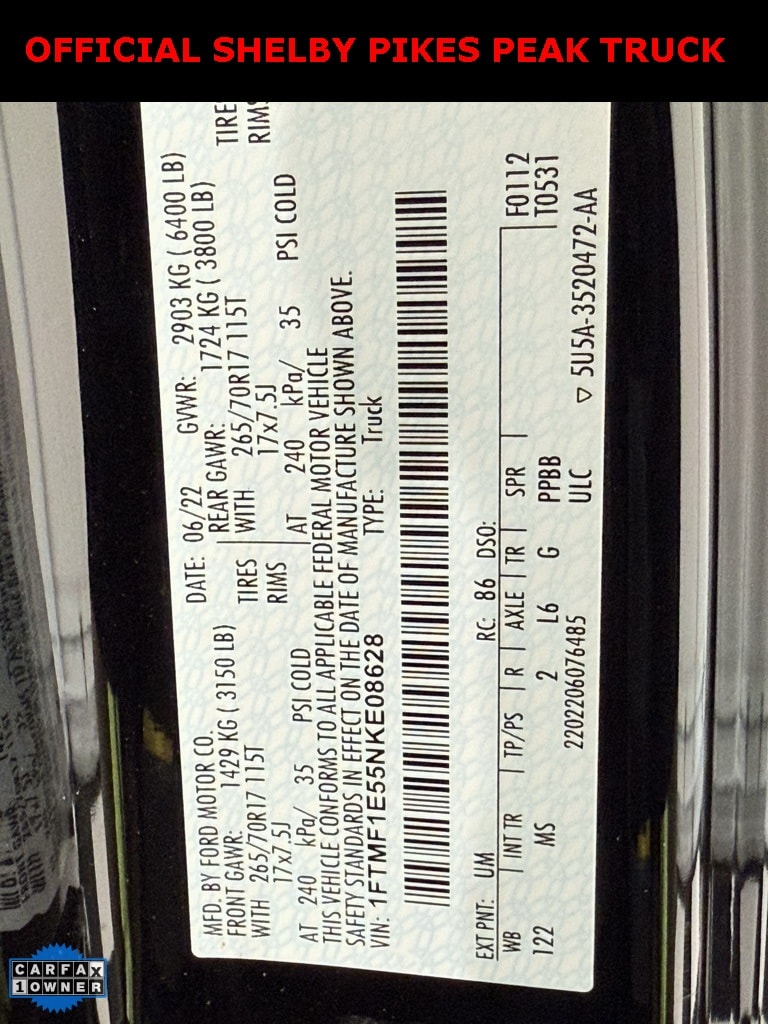 OFFICIAL SHELBY PIKES PEAK TRUCK
MFD. BY FORD MOTOR CO.
DATE: 06/22
GVWR: 2903 KG ( 6400 LB)
FRONT GAWR: 1429 KG ( 3150 LB)
REAR GAWR: 1724 KG ( 3800 LB)
WITH 265/70R17 115T
TIRES WITH 265/70R17 115T
TIRE
17x7.5J
RIMS 17x7.5J
RIMS
AT 240 kPa/ 35 PSI COLD
AT 240 kPa/ 35 PSI COLD
THIS VEHICLE CONFORMS TO ALL APPLICABLE FEDERAL MOTOR VEHICLE
SAFETY STANDARDS IN EFFECT ON THE DATE OF MANUFACTURE SHOWN ABOVE.
VIN: 1FTMF1E55NKE08628
TYPE: Truck
EXT PNT: UM
RC: 86 DSO:
WB INT TR TP/PS R AXLE TR SPR
F0112
122 MS 2 L6 G PPBB
T0531
2202206076485
ULC
▽ 5U5A-3520472-AA
CARFAX
1 OWNER